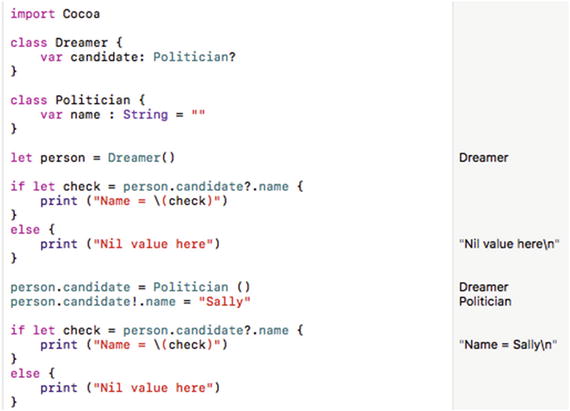 import Cocoa
class Dreamer {
    var candidate: Politician?
}
class Politician {
    var name : String = ""
}
let person = Dreamer()    Dreamer
if let check = person.candidate?.name {
    print ("Name = \(check)")
}
else {
    print ("Nil value here")    "Nil value here\n"
}
person.candidate = Politician ()    Dreamer
person.candidate!.name = "Sally"    Politician
if let check = person.candidate?.name {
    print ("Name = \(check)")    "Name = Sally\n"
}
else {
    print ("Nil value here")
}